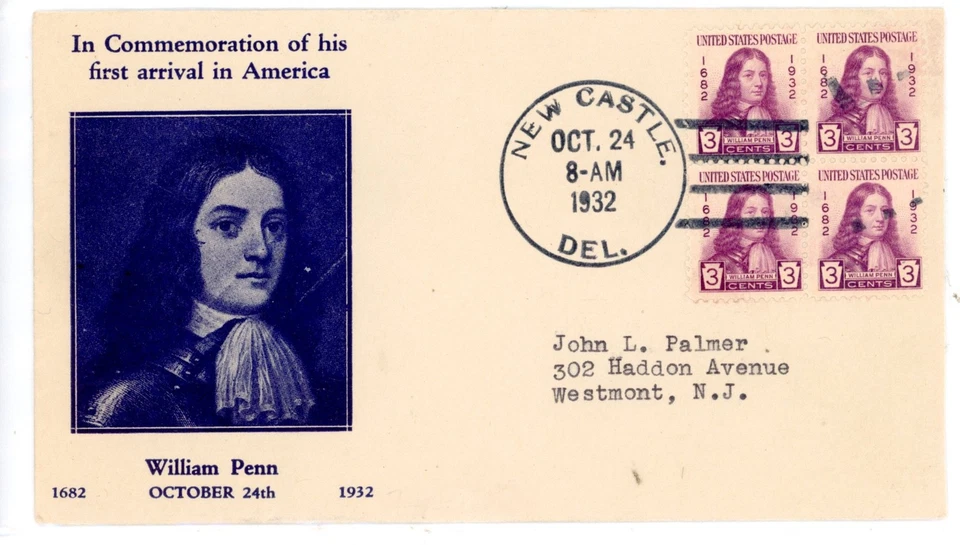 In Commemoration of his
first arrival in America
William Penn
1682 OCTOBER 24th 1932
NEW CASTLE.
OCT. 24
8-AM
1932
DEL.
UNITED STATES POSTAGE
1682 1932
3 WILLIAM PENN 3
CENTS
UNITED STATES POSTAGE
1682 1932
3 WILLIAM PENN 3
CENTS
UNITED STATES POSTAGE
1682 1932
3 WILLIAM PENN 3
CENTS
UNITED STATES POSTAGE
1682 1932
3 WILLIAM PENN 3
CENTS
John L. Palmer
302 Haddon Avenue
Westmont, N.J.